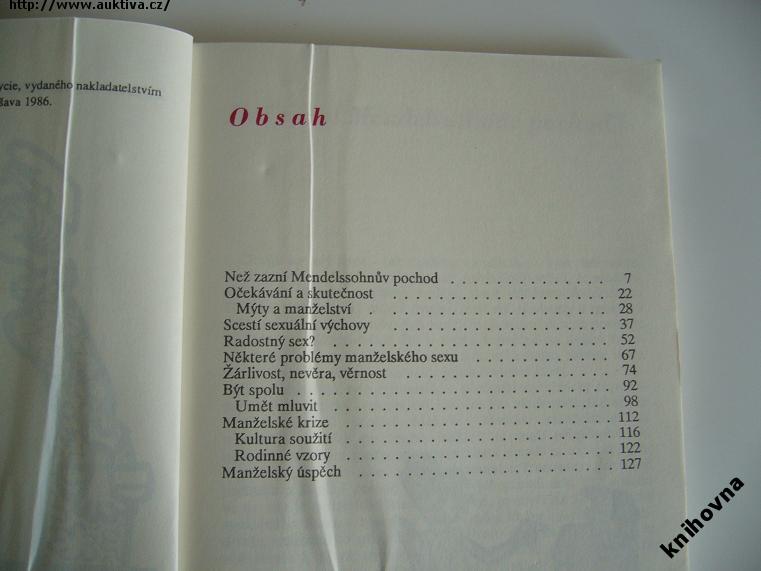 http://www.auktiva.cz/
ycie, vydaného nakladatelstvím
šava 1986.
Obsah
Než zazní Mendelssohnův pochod . . . . . . . . . . . . . . 7
Očekávání a skutečnost . . . . . . . . . . . . . . . . . . 22
Mýty a manželství . . . . . . . . . . . . . . . . . . 28
Scestí sexuální výchovy . . . . . . . . . . . . . . . . . . 37
Radostný sex? . . . . . . . . . . . . . . . . . . . . . 52
Některé problémy manželského sexu . . . . . . . . . . . . 67
Žárlivost, nevěra, věrnost . . . . . . . . . . . . . . . . . 74
Být spolu . . . . . . . . . . . . . . . . . . . . . . . 92
Umět mluvit . . . . . . . . . . . . . . . . . . . . . 98
Manželské krize . . . . . . . . . . . . . . . . . . . . 112
Kultura soužití . . . . . . . . . . . . . . . . . . . . 116
Rodinné vzory . . . . . . . . . . . . . . . . . . . . 122
Manželský úspěch . . . . . . . . . . . . . . . . . . . 127
knihovna